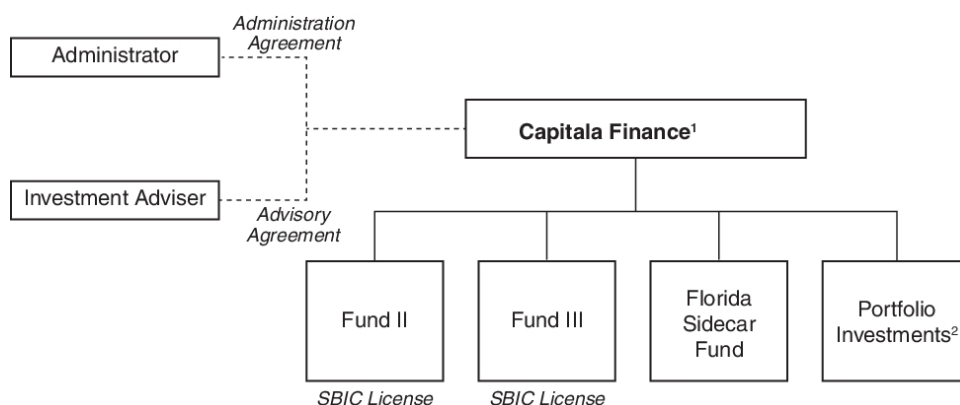 Administration
Agreement
Administrator
Capitala Finance¹
Investment Adviser
Advisory
Agreement
Fund II
Fund III
Florida
Sidecar
Fund
Portfolio
Investments²
SBIC License
SBIC License